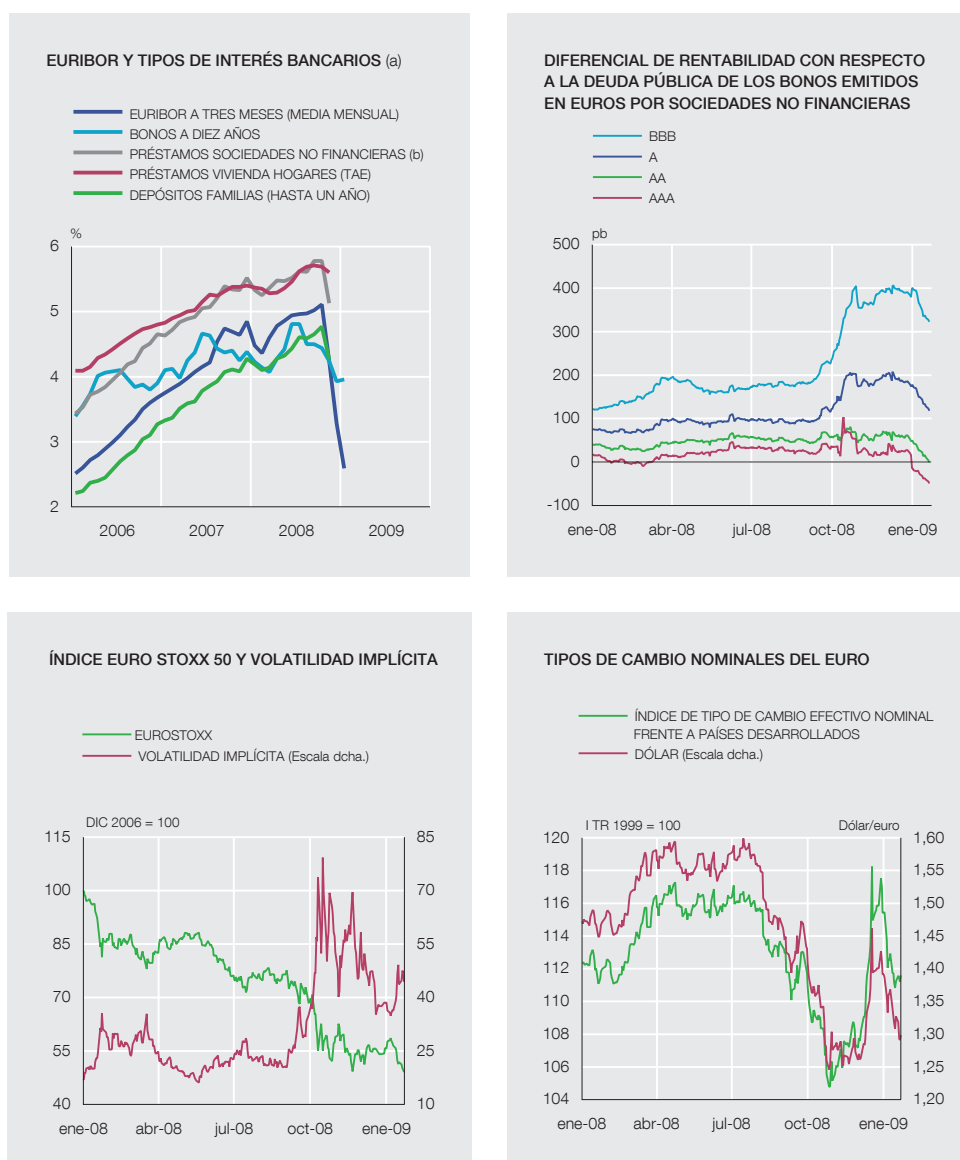 EURIBOR Y TIPOS DE INTERÉS BANCARIOS (a)
EURIBOR A TRES MESES (MEDIA MENSUAL)
BONOS A DIEZ AÑOS
PRÉSTAMOS SOCIEDADES NO FINANCIERAS (b)
PRÉSTAMOS VIVIENDA HOGARES (TAE)
DEPÓSITOS FAMILIAS (HASTA UN AÑO)
%
6
5
4
3
2
2006 2007 2008 2009
DIFERENCIAL DE RENTABILIDAD CON RESPECTO
A LA DEUDA PÚBLICA DE LOS BONOS EMITIDOS
EN EUROS POR SOCIEDADES NO FINANCIERAS
BBB
A
AA
AAA
pb
500
400
300
200
100
0
-100
ene-08 abr-08 jul-08 oct-08 ene-09
ÍNDICE EURO STOXX 50 Y VOLATILIDAD IMPLÍCITA
EUROSTOXX
VOLATILIDAD IMPLÍCITA (Escala dcha.)
DIC 2006 = 100
115 85
100 70
85 55
70 40
55 25
40 10
ene-08 abr-08 jul-08 oct-08 ene-09
TIPOS DE CAMBIO NOMINALES DEL EURO
ÍNDICE DE TIPO DE CAMBIO EFECTIVO NOMINAL
FRENTE A PAÍSES DESARROLLADOS
DÓLAR (Escala dcha.)
I TR 1999 = 100 Dólar/euro
120 1,60
118 1,55
116 1,50
114 1,45
112 1,40
110 1,35
108 1,30
106 1,25
104 1,20
ene-08 abr-08 jul-08 oct-08 ene-09